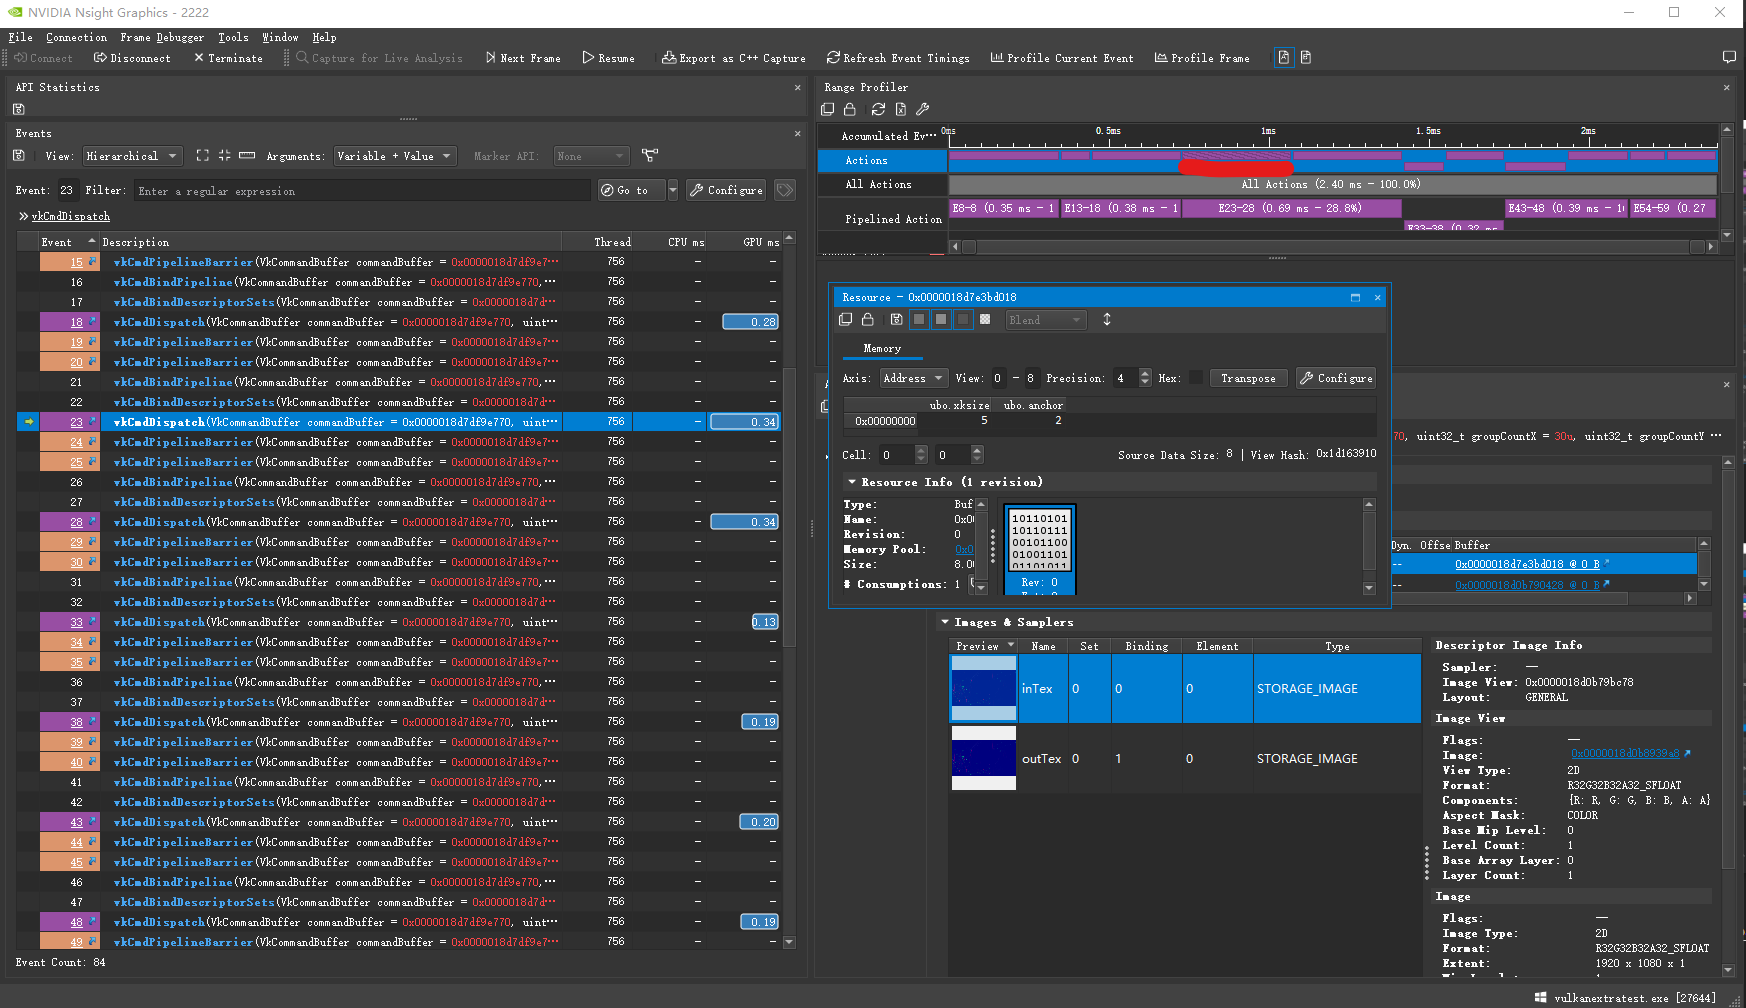 NVIDIA Nsight Graphics - 2222
File Connection Frame Debugger Tools Window Help
Connect Disconnect Terminate Capture for Live Analysis Next Frame Resume Export as C++ Capture Refresh Event Timings Profile Current Event Profile Frame
API Statistics
Events
View: Hierarchical Arguments: Variable + Value Marker API: None
Event: 23 Filter: Enter a regular expression Go to Configure
vkCmdDispatch
Event Description Thread CPU ms GPU ms
15 vkCmdPipelineBarrier(VkCommandBuffer commandBuffer = 0x0000018d7df9e7··· 756 — —
16 vkCmdBindPipeline(VkCommandBuffer commandBuffer = 0x0000018d7df9e770,··· 756 — —
17 vkCmdBindDescriptorSets(VkCommandBuffer commandBuffer = 0x0000018d7d··· 756 — —
18 vkCmdDispatch(VkCommandBuffer commandBuffer = 0x0000018d7df9e770, uint··· 756 — 0.28
19 vkCmdPipelineBarrier(VkCommandBuffer commandBuffer = 0x0000018d7df9e7··· 756 — —
20 vkCmdPipelineBarrier(VkCommandBuffer commandBuffer = 0x0000018d7df9e7··· 756 — —
21 vkCmdBindPipeline(VkCommandBuffer commandBuffer = 0x0000018d7df9e770,··· 756 — —
22 vkCmdBindDescriptorSets(VkCommandBuffer commandBuffer = 0x0000018d7d··· 756 — —
23 vkCmdDispatch(VkCommandBuffer commandBuffer = 0x0000018d7df9e770, uint··· 756 — 0.34
24 vkCmdPipelineBarrier(VkCommandBuffer commandBuffer = 0x0000018d7df9e7··· 756 — —
25 vkCmdPipelineBarrier(VkCommandBuffer commandBuffer = 0x0000018d7df9e7··· 756 — —
26 vkCmdBindPipeline(VkCommandBuffer commandBuffer = 0x0000018d7df9e770,··· 756 — —
27 vkCmdBindDescriptorSets(VkCommandBuffer commandBuffer = 0x0000018d7d··· 756 — —
28 vkCmdDispatch(VkCommandBuffer commandBuffer = 0x0000018d7df9e770, uint··· 756 — 0.34
29 vkCmdPipelineBarrier(VkCommandBuffer commandBuffer = 0x0000018d7df9e7··· 756 — —
30 vkCmdPipelineBarrier(VkCommandBuffer commandBuffer = 0x0000018d7df9e7··· 756 — —
31 vkCmdBindPipeline(VkCommandBuffer commandBuffer = 0x0000018d7df9e770,··· 756 — —
32 vkCmdBindDescriptorSets(VkCommandBuffer commandBuffer = 0x0000018d7d··· 756 — —
33 vkCmdDispatch(VkCommandBuffer commandBuffer = 0x0000018d7df9e770, uint··· 756 — 0.13
34 vkCmdPipelineBarrier(VkCommandBuffer commandBuffer = 0x0000018d7df9e7··· 756 — —
35 vkCmdPipelineBarrier(VkCommandBuffer commandBuffer = 0x0000018d7df9e7··· 756 — —
36 vkCmdBindPipeline(VkCommandBuffer commandBuffer = 0x0000018d7df9e770,··· 756 — —
37 vkCmdBindDescriptorSets(VkCommandBuffer commandBuffer = 0x0000018d7d··· 756 — —
38 vkCmdDispatch(VkCommandBuffer commandBuffer = 0x0000018d7df9e770, uint··· 756 — 0.19
39 vkCmdPipelineBarrier(VkCommandBuffer commandBuffer = 0x0000018d7df9e7··· 756 — —
40 vkCmdPipelineBarrier(VkCommandBuffer commandBuffer = 0x0000018d7df9e7··· 756 — —
41 vkCmdBindPipeline(VkCommandBuffer commandBuffer = 0x0000018d7df9e770,··· 756 — —
42 vkCmdBindDescriptorSets(VkCommandBuffer commandBuffer = 0x0000018d7d··· 756 — —
43 vkCmdDispatch(VkCommandBuffer commandBuffer = 0x0000018d7df9e770, uint··· 756 — 0.20
44 vkCmdPipelineBarrier(VkCommandBuffer commandBuffer = 0x0000018d7df9e7··· 756 — —
45 vkCmdPipelineBarrier(VkCommandBuffer commandBuffer = 0x0000018d7df9e7··· 756 — —
46 vkCmdBindPipeline(VkCommandBuffer commandBuffer = 0x0000018d7df9e770,··· 756 — —
47 vkCmdBindDescriptorSets(VkCommandBuffer commandBuffer = 0x0000018d7d··· 756 — —
48 vkCmdDispatch(VkCommandBuffer commandBuffer = 0x0000018d7df9e770, uint··· 756 — 0.19
49 vkCmdPipelineBarrier(VkCommandBuffer commandBuffer = 0x0000018d7df9e7··· 756 — —
Event Count: 84
Range Profiler
Accumulated Ev··· 0ms 0.5ms 1ms 1.5ms 2ms
Actions
All Actions All Actions (2.40 ms - 100.0%)
Pipelined Action E8-8 (0.35 ms - 1 E13-18 (0.38 ms - 1 E23-28 (0.69 ms - 28.8%) E43-48 (0.39 ms - 1 E54-59 (0.27
E33-38 (0.32 ms
Resource - 0x0000018d7e3bd018
Blend
Memory
Axis: Address View: 0 - 8 Precision: 4 Hex: Transpose Configure
ubo.xksize ubo.anchor
0x00000000 5 2
Cell: 0 0 Source Data Size: 8 | View Hash: 0x1d163910
Resource Info (1 revision)
Type: Buf
Name: 0x0
Revision: 0
Memory Pool: 0x0
Size: 8.0
# Consumptions: 1
10110101
10110111
00101100
01001101
01101011
Rev: 0
70, uint32_t groupCountX = 30u, uint32_t groupCountY ···
Dyn. Offse Buffer
-- 0x0000018d7e3bd018 @ 0 B
-- 0x0000018d0b790428 @ 0 B
Images & Samplers
Preview Name Set Binding Element Type
inTex 0 0 0 STORAGE_IMAGE
outTex 0 1 0 STORAGE_IMAGE
Descriptor Image Info
Sampler: —
Image View: 0x0000018d0b79bc78
Layout: GENERAL
Image View
Flags: —
Image: 0x0000018d0b8939a8
View Type: 2D
Format: R32G32B32A32_SFLOAT
Components: {R: R, G: G, B: B, A: A}
Aspect Mask: COLOR
Base Mip Level: 0
Level Count: 1
Base Array Layer: 0
Layer Count: 1
Image
Flags: —
Image Type: 2D
Format: R32G32B32A32_SFLOAT
Extent: 1920 x 1080 x 1
vulkanextratest.exe [27644]